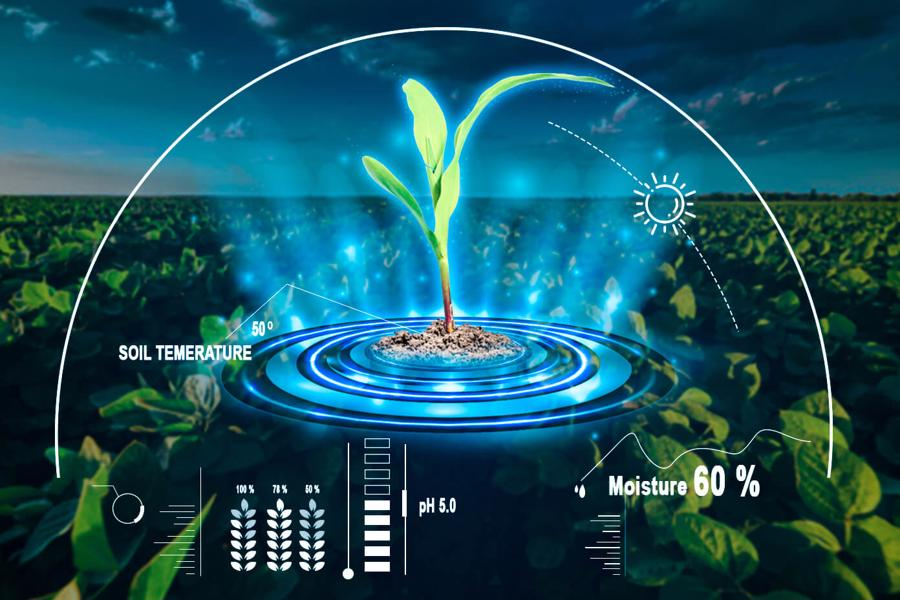 50°
SOIL TEMERATURE
100 % 78 % 50 %
pH 5.0
Moisture 60 %